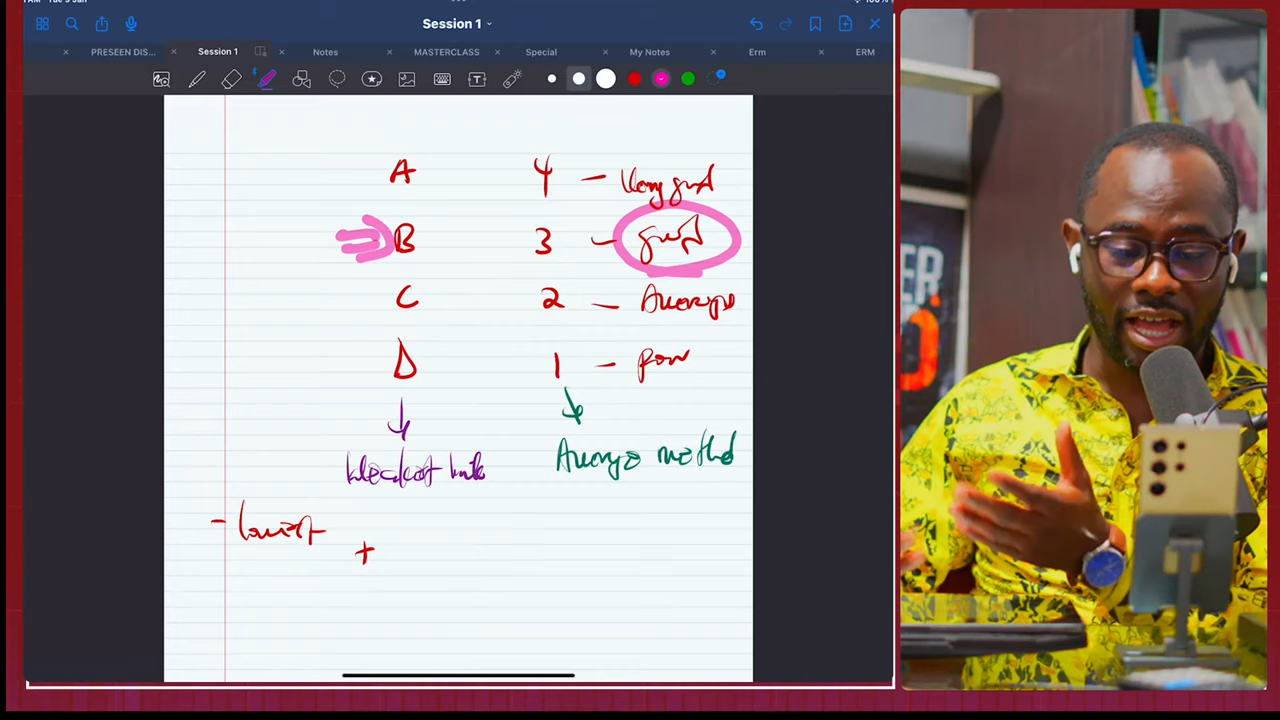 Session 1
PRESEEN DIS...
Session 1
Notes
MASTERCLASS
Special
My Notes
Erm
ERM
A 4 – Very good
B 3 – good
C 2 – Average
D 1 – poor
Average method
- lowest
+